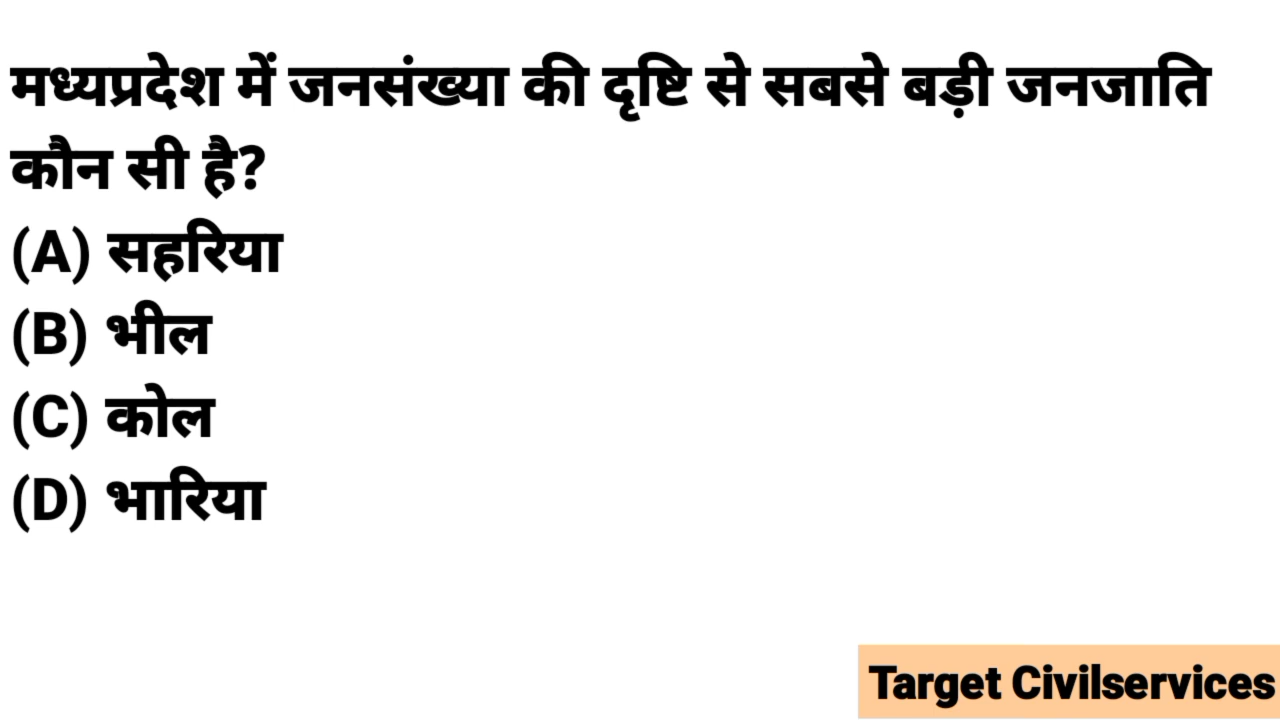 मध्यप्रदेश में जनसंख्या की दृष्टि से सबसे बड़ी जनजाति
कौन सी है?
(A) सहरिया
(B) भील
(C) कोल
(D) भारिया
Target Civilservices